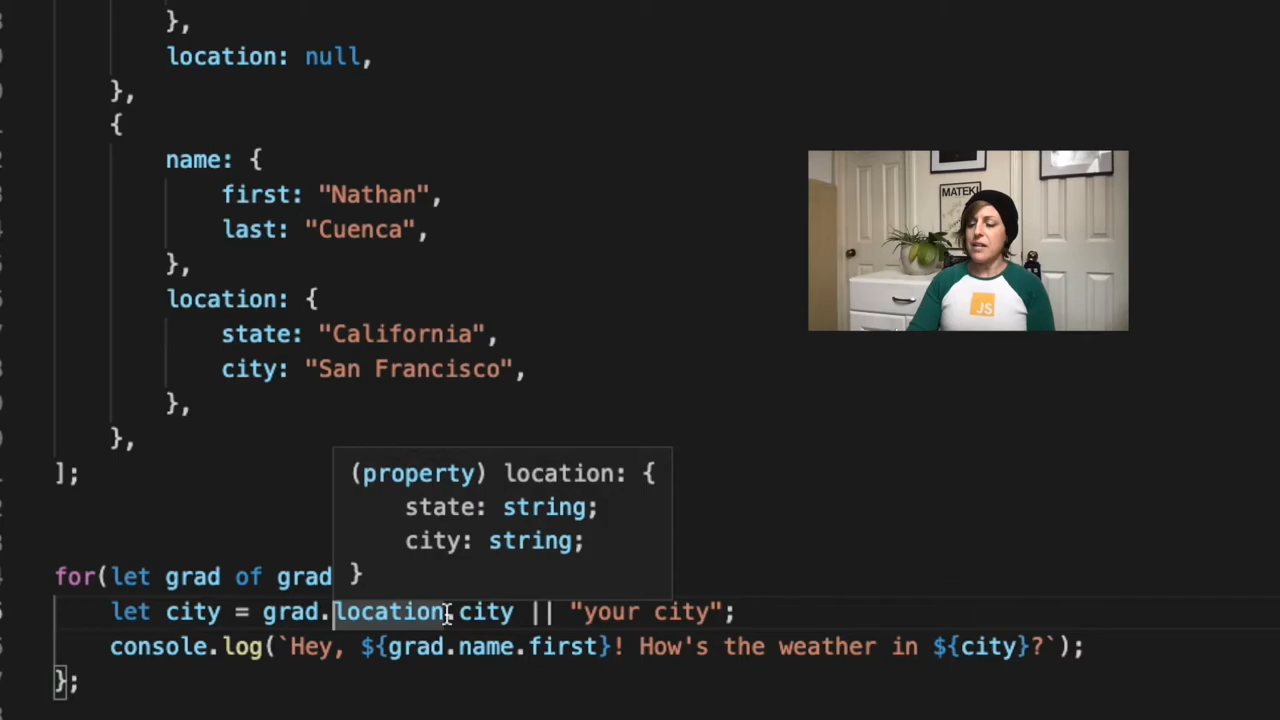 },
location: null,
},
{
name: {
first: "Nathan",
last: "Cuenca",
},
location: {
state: "California",
city: "San Francisco",
},
},
];
MATEKI
JS
(property) location: {
state: string;
city: string;
}
for(let grad of grad
let city = grad.location.city || "your city";
console.log(`Hey, ${grad.name.first}! How's the weather in ${city}?`);
};